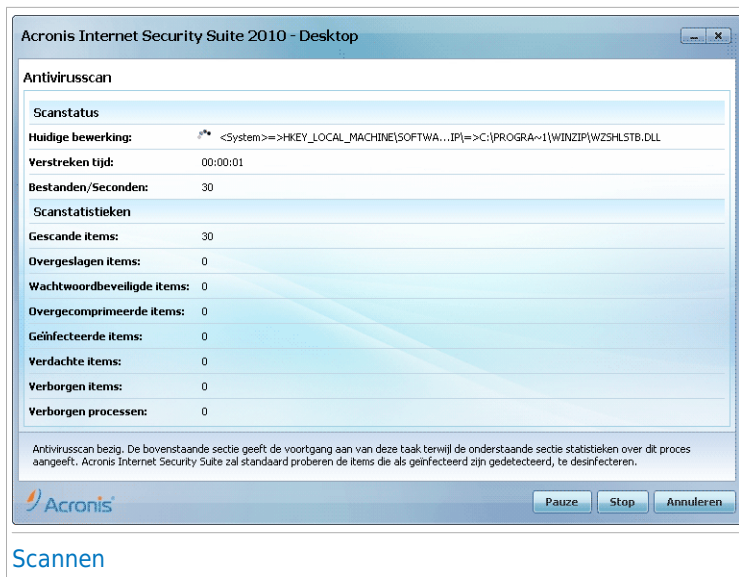 Acronis Internet Security Suite 2010 - Desktop
Antivirusscan
Scanstatus
Huidige bewerking: <System>=>HKEY_LOCAL_MACHINE\SOFTWA...IP\=>C:\PROGRA~1\WINZIP\WZSHLSTB.DLL
Verstreken tijd: 00:00:01
Bestanden/Seconden: 30
Scanstatistieken
Gescande items: 30
Overgeslagen items: 0
Wachtwoordbeveiligde items: 0
Overgecomprimeerde items: 0
Geïnfecteerde items: 0
Verdachte items: 0
Verborgen items: 0
Verborgen processen: 0
Antivirusscan bezig. De bovenstaande sectie geeft de voortgang aan van deze taak terwijl de onderstaande sectie statistieken over dit proces
aangeeft. Acronis Internet Security Suite zal standaard proberen de items die als geïnfecteerd zijn gedetecteerd, te desinfecteren.
Acronis Pauze Stop Annuleren
Scannen